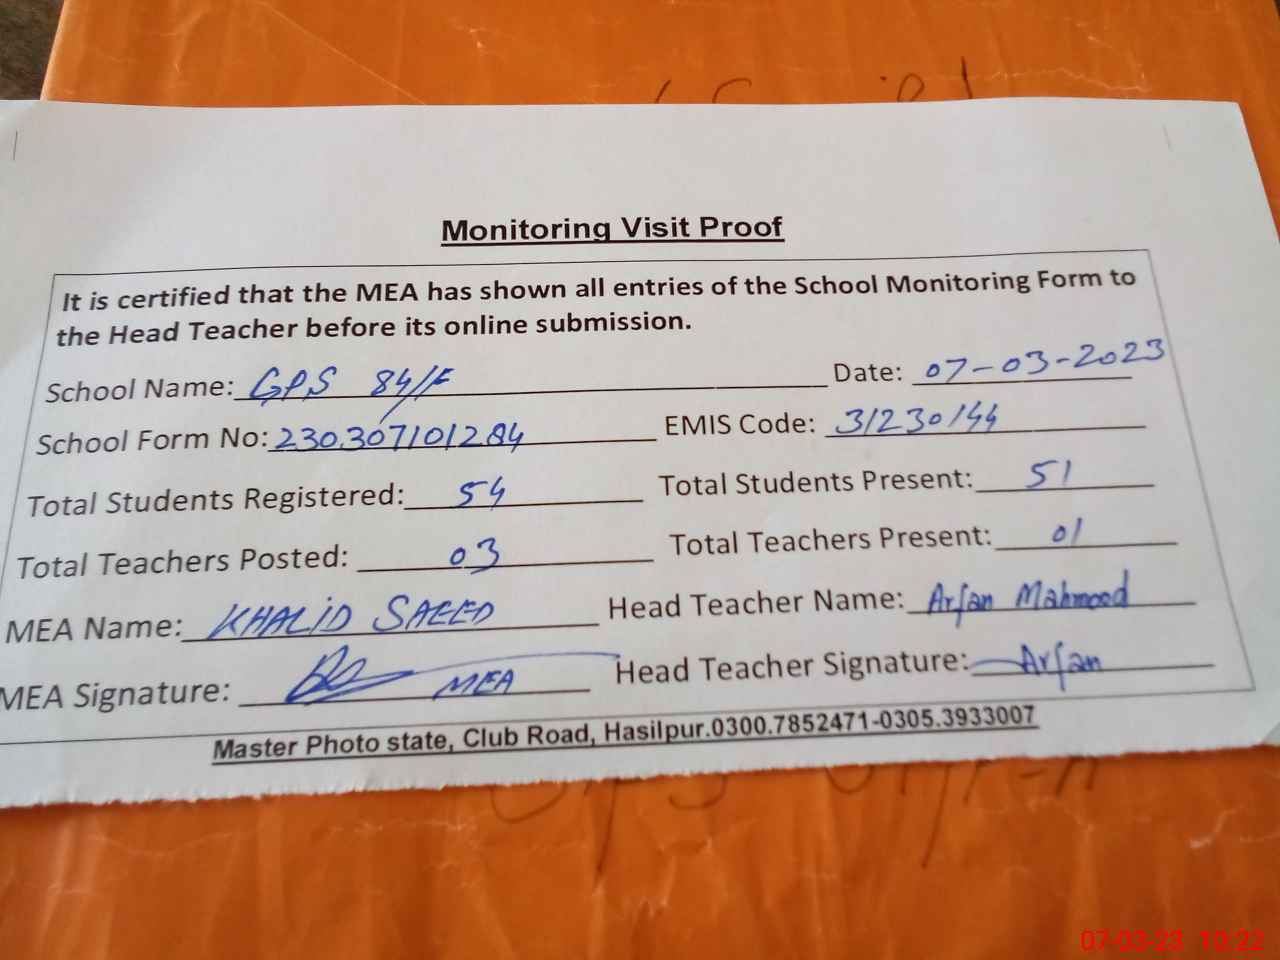 Monitoring Visit Proof
It is certified that the MEA has shown all entries of the School Monitoring Form to
the Head Teacher before its online submission.
School Name: GPS 84/F Date: 07-03-2023
School Form No: 230307101284 EMIS Code: 31230144
Total Students Registered: 54 Total Students Present: 51
Total Teachers Posted: 03 Total Teachers Present: 01
MEA Name: KHALID SAEED Head Teacher Name: Arfan Mahmood
MEA Signature: MEA Head Teacher Signature: Arfan
Master Photo state, Club Road, Hasilpur.0300.7852471-0305.3933007
07-03-23 10:22